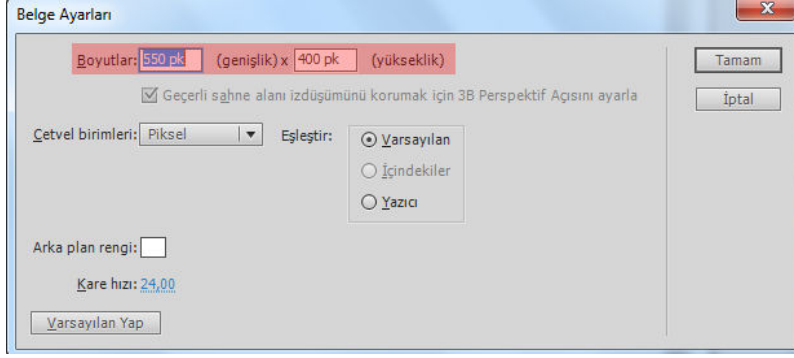 Belge Ayarları
Boyutlar: 550 pk (genişlik) x 400 pk (yükseklik)
Tamam
Geçerli sahne alanı izdüşümünü korumak için 3B Perspektif Açısını ayarla
İptal
Çetvel birimleri: Piksel Eşleştir: Varsayılan
İçindekiler
Yazıcı
Arka plan rengi:
Kare hızı: 24,00
Varsayılan Yap